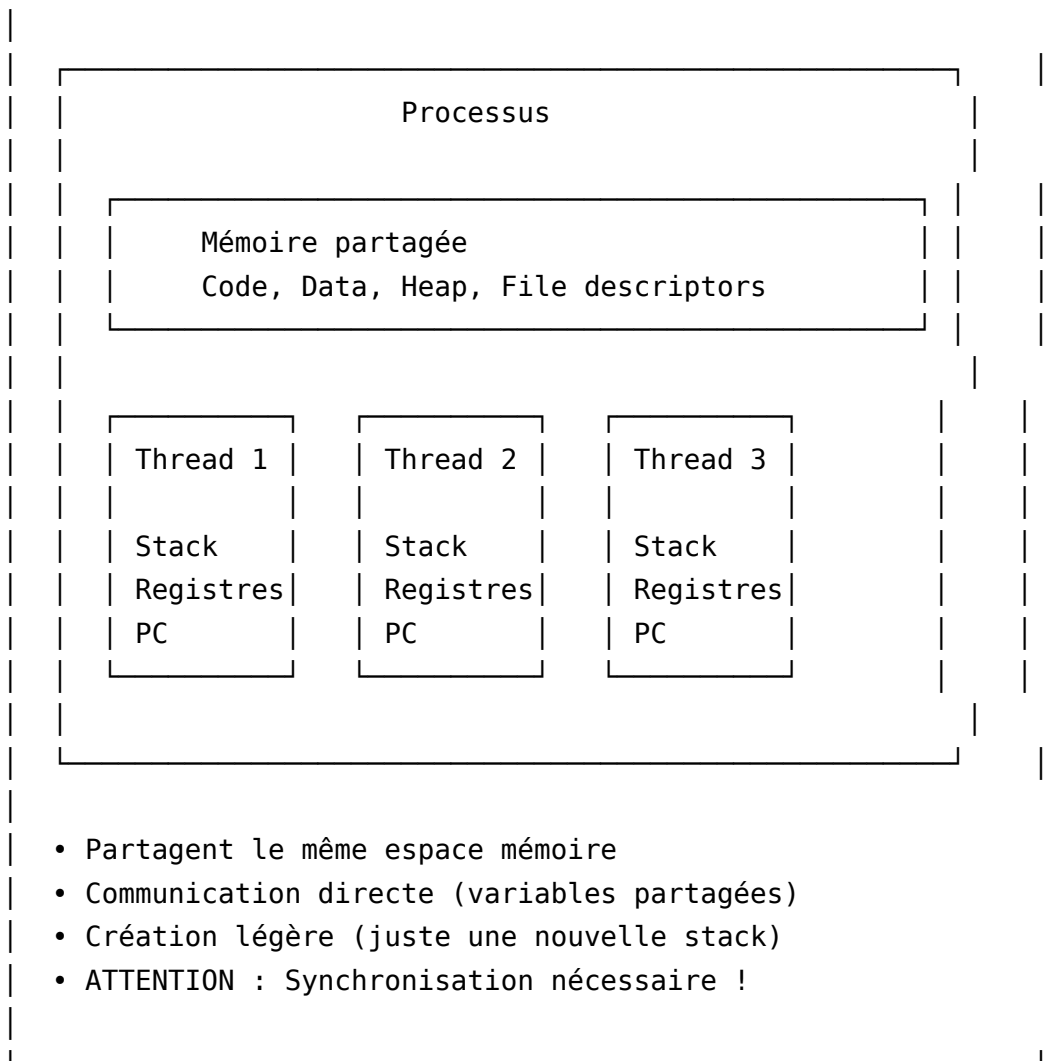 Processus
Mémoire partagée
Code, Data, Heap, File descriptors
Thread 1 Thread 2 Thread 3
Stack Stack Stack
Registres Registres Registres
PC PC PC
• Partagent le même espace mémoire
• Communication directe (variables partagées)
• Création légère (juste une nouvelle stack)
• ATTENTION : Synchronisation nécessaire !